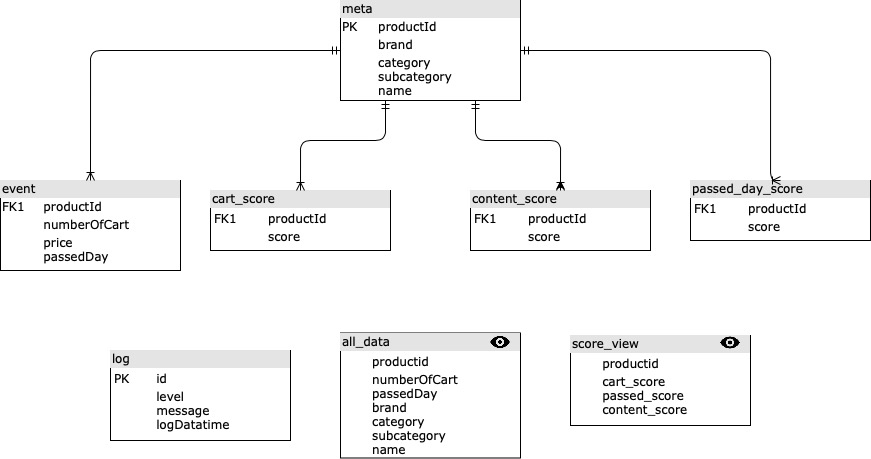 meta
PK productId
brand
category
subcategory
name
event
FK1 productId
numberOfCart
price
passedDay
cart_score
FK1 productId
score
content_score
FK1 productId
score
passed_day_score
FK1 productId
score
log
PK id
level
message
logDatatime
all_data
productid
numberOfCart
passedDay
brand
category
subcategory
name
score_view
productid
cart_score
passed_score
content_score